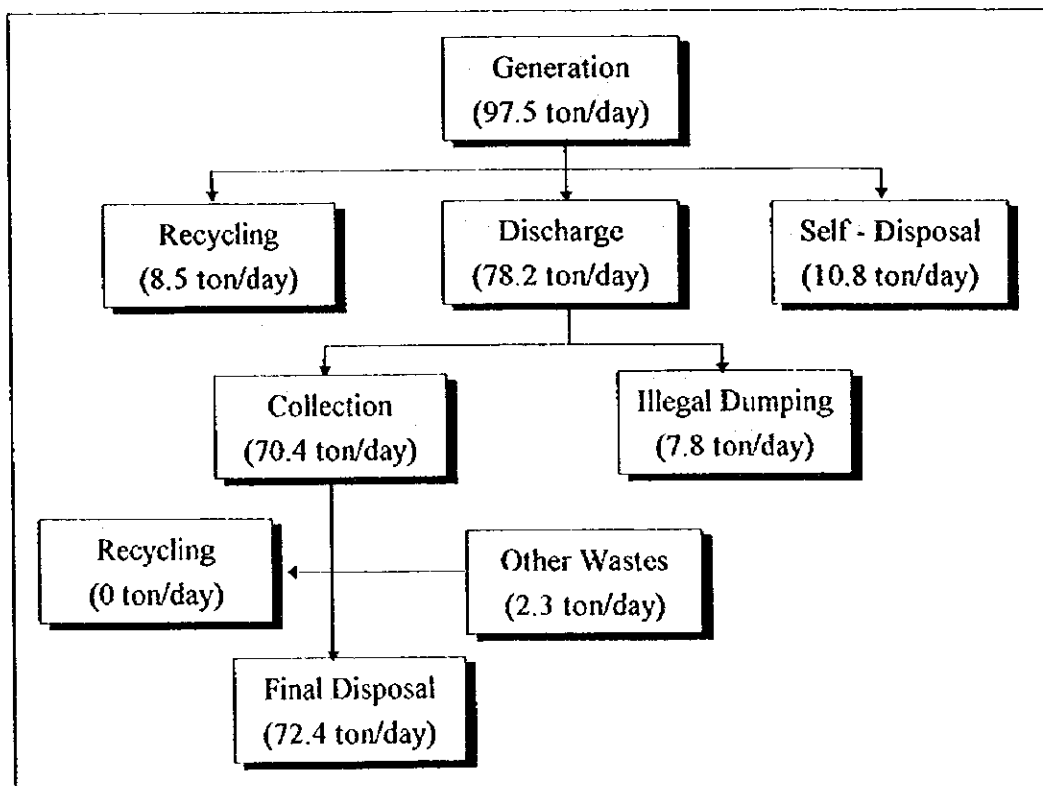 Generation
(97.5 ton/day)
Recycling
(8.5 ton/day)
Discharge
(78.2 ton/day)
Self - Disposal
(10.8 ton/day)
Collection
(70.4 ton/day)
Illegal Dumping
(7.8 ton/day)
Recycling
(0 ton/day)
Other Wastes
(2.3 ton/day)
Final Disposal
(72.4 ton/day)